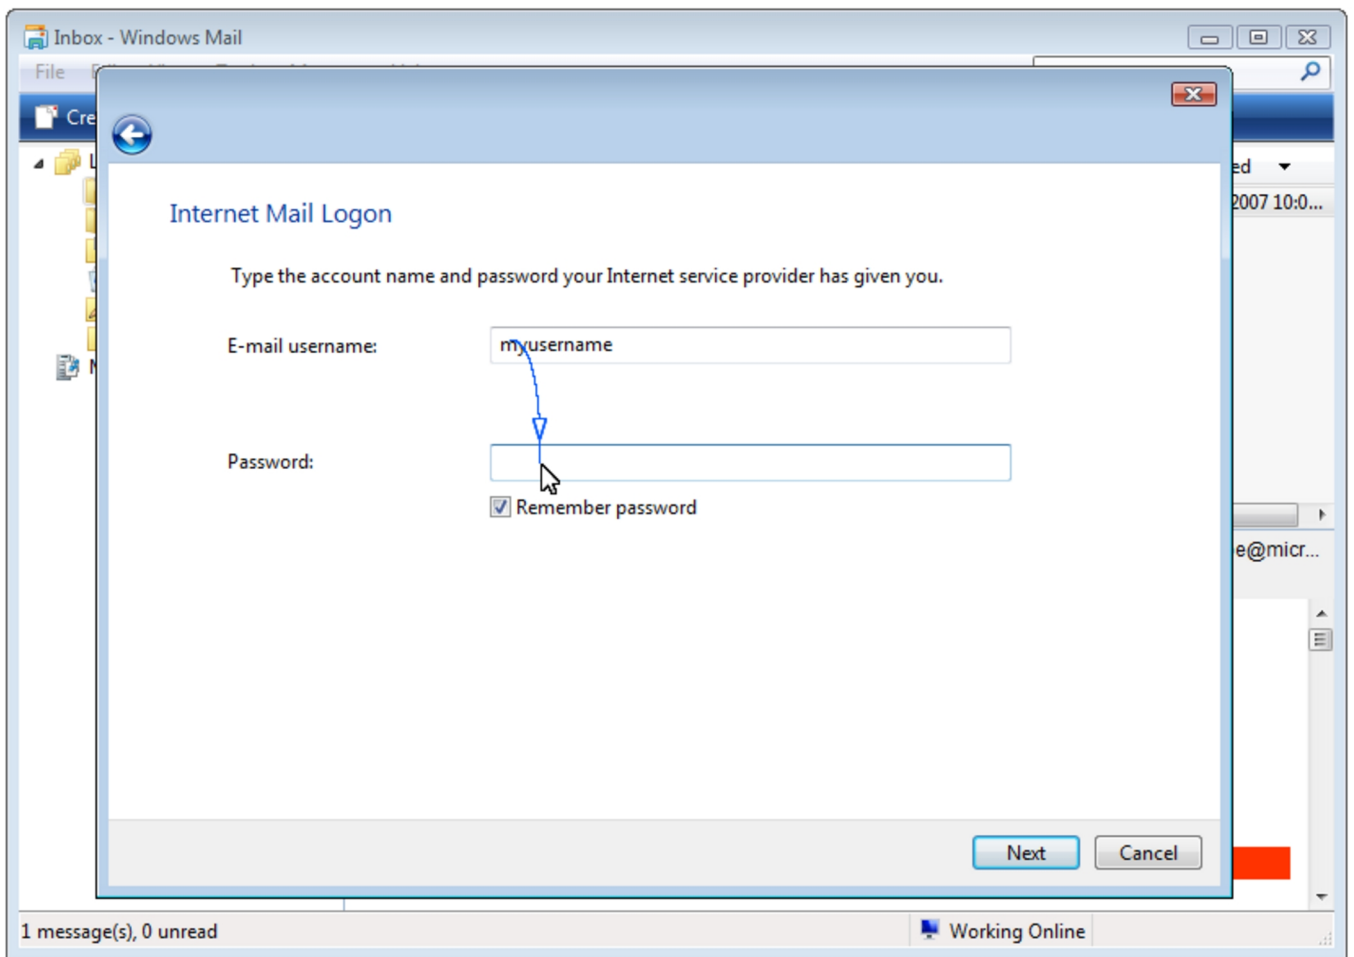 Inbox - Windows Mail
File
Cre
ed
2007 10:0...
Internet Mail Logon
Type the account name and password your Internet service provider has given you.
E-mail username:
myusername
Password:
Remember password
e@micr...
Next
Cancel
1 message(s), 0 unread
Working Online